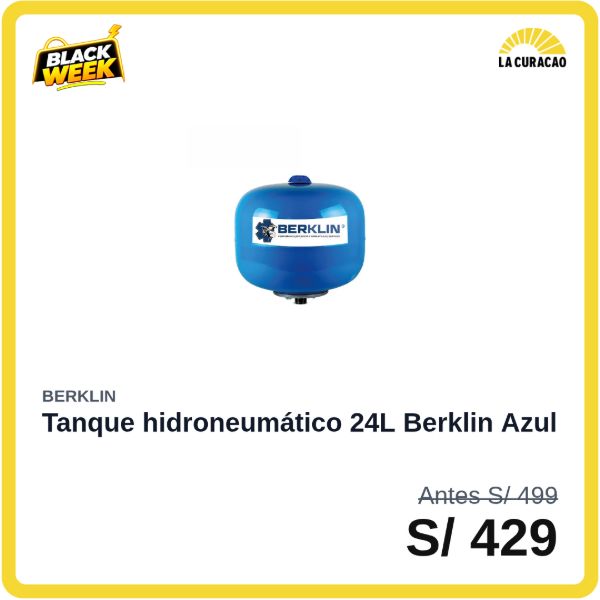 BLACK
WEEK
LA CURACAO
BERKLIN®
BERKLIN
Tanque hidroneumático 24L Berklin Azul
Antes S/ 499
S/ 429